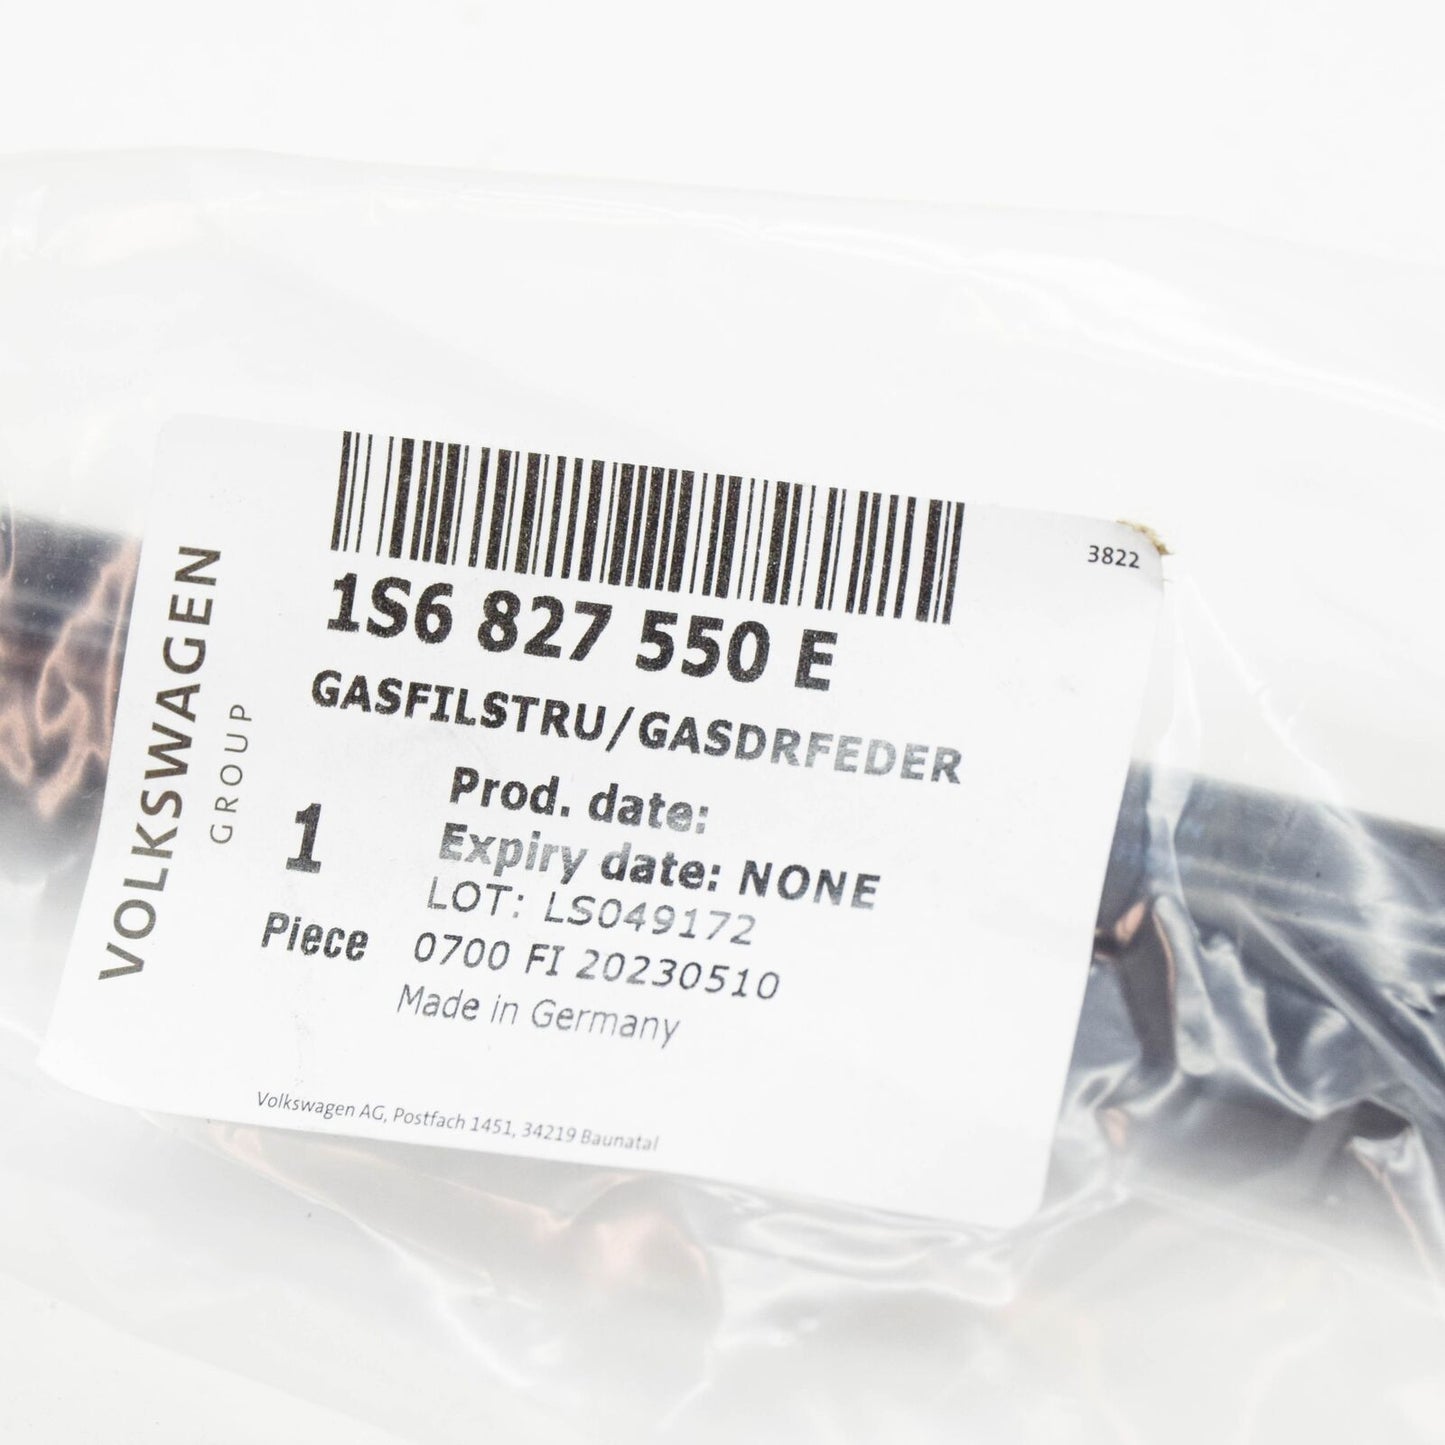 3822
1S6 827 550 E
GASFILSTRU/GASDRFEDER
Prod. date:
Expiry date: NONE
LOT: LS049172
0700 FI 20230510
Made in Germany
1
Piece
VOLKSWAGEN
GROUP
Volkswagen AG, Postfach 1451, 34219 Baunatal